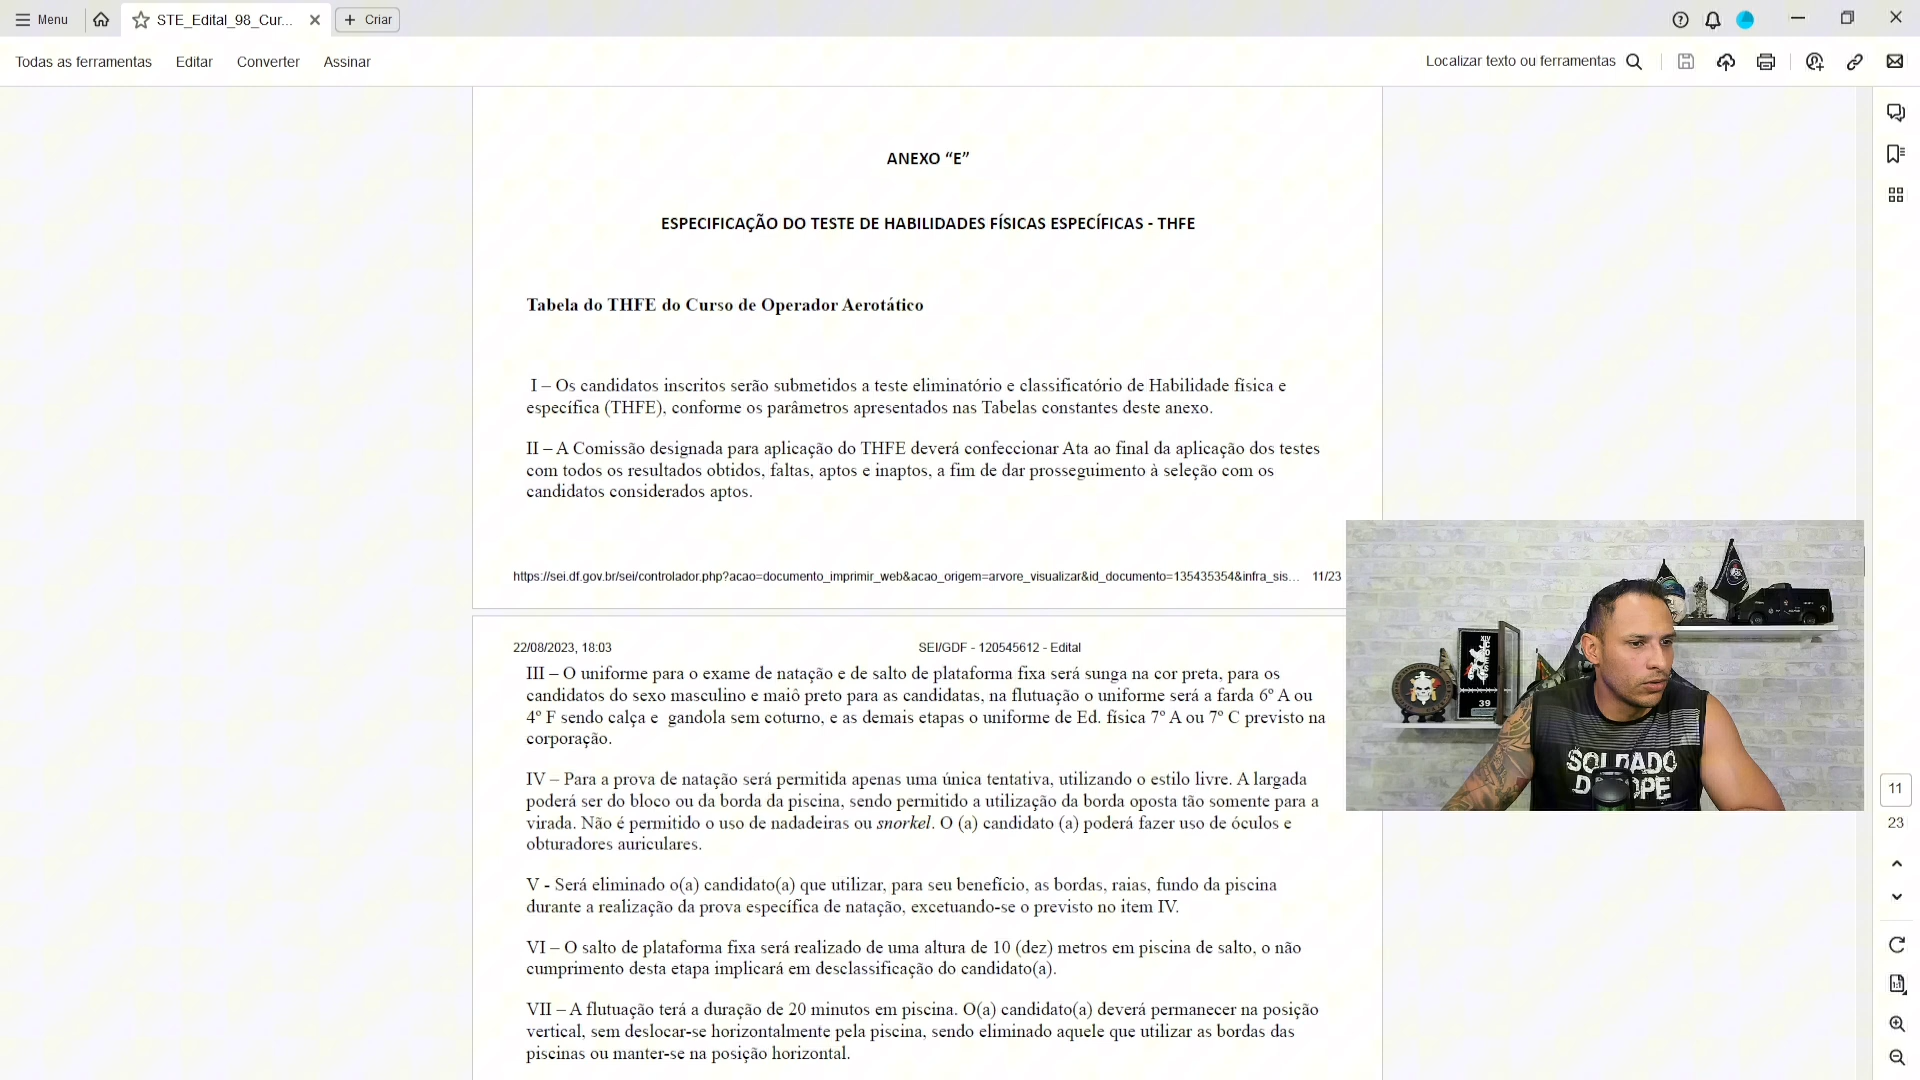 Menu
STE_Edital_98_Cur...
Criar
Todas as ferramentas
Editar
Converter
Assinar
Localizar texto ou ferramentas
ANEXO “E”
ESPECIFICAÇÃO DO TESTE DE HABILIDADES FÍSICAS ESPECÍFICAS - THFE
Tabela do THFE do Curso de Operador Aerotático
I – Os candidatos inscritos serão submetidos a teste eliminatório e classificatório de Habilidade física e
específica (THFE), conforme os parâmetros apresentados nas Tabelas constantes deste anexo.
II – A Comissão designada para aplicação do THFE deverá confeccionar Ata ao final da aplicação dos testes
com todos os resultados obtidos, faltas, aptos e inaptos, a fim de dar prosseguimento à seleção com os
candidatos considerados aptos.
https://sei.df.gov.br/sei/controlador.php?acao=documento_imprimir_web&acao_origem=arvore_visualizar&id_documento=135435354&infra_sis... 11/23
22/08/2023, 18:03 SEI/GDF - 120545612 - Edital
III – O uniforme para o exame de natação e de salto de plataforma fixa será sunga na cor preta, para os
candidatos do sexo masculino e maiô preto para as candidatas, na flutuação o uniforme será a farda 6º A ou
4º F sendo calça e gandola sem coturno, e as demais etapas o uniforme de Ed. física 7º A ou 7º C previsto na
corporação.
IV – Para a prova de natação será permitida apenas uma única tentativa, utilizando o estilo livre. A largada
poderá ser do bloco ou da borda da piscina, sendo permitido a utilização da borda oposta tão somente para a
virada. Não é permitido o uso de nadadeiras ou snorkel. O (a) candidato (a) poderá fazer uso de óculos e
obturadores auriculares.
V - Será eliminado o(a) candidato(a) que utilizar, para seu benefício, as bordas, raias, fundo da piscina
durante a realização da prova específica de natação, excetuando-se o previsto no item IV.
VI – O salto de plataforma fixa será realizado de uma altura de 10 (dez) metros em piscina de salto, o não
cumprimento desta etapa implicará em desclassificação do candidato(a).
VII – A flutuação terá a duração de 20 minutos em piscina. O(a) candidato(a) deverá permanecer na posição
vertical, sem deslocar-se horizontalmente pela piscina, sendo eliminado aquele que utilizar as bordas das
piscinas ou manter-se na posição horizontal.
39
SOLDADO
11
23